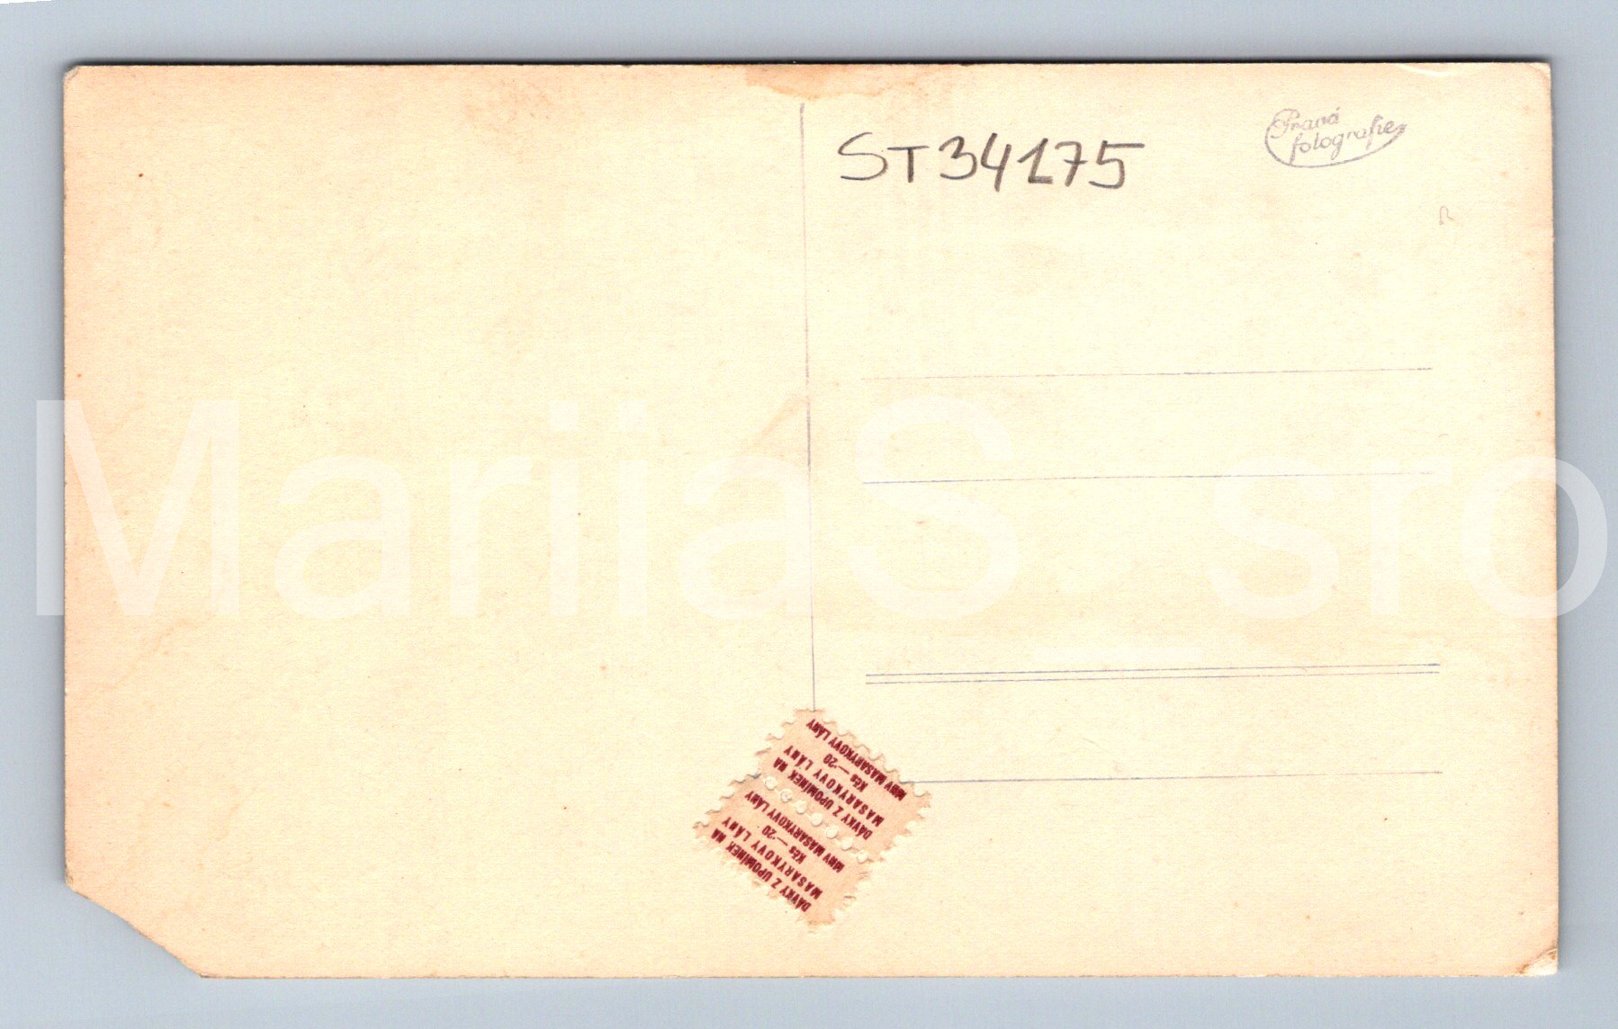 ST34175
Pravá
fotografie
MariiáS_sro
DÁVKY Z UPOMÍNEK NA
MASARYKOVY LÁNY
Kčs —·20
MNV MASARYKOVY LÁNY
DÁVKY Z UPOMÍNEK NA
MASARYKOVY LÁNY
Kčs —·20
MNV MASARYKOVY LÁNY